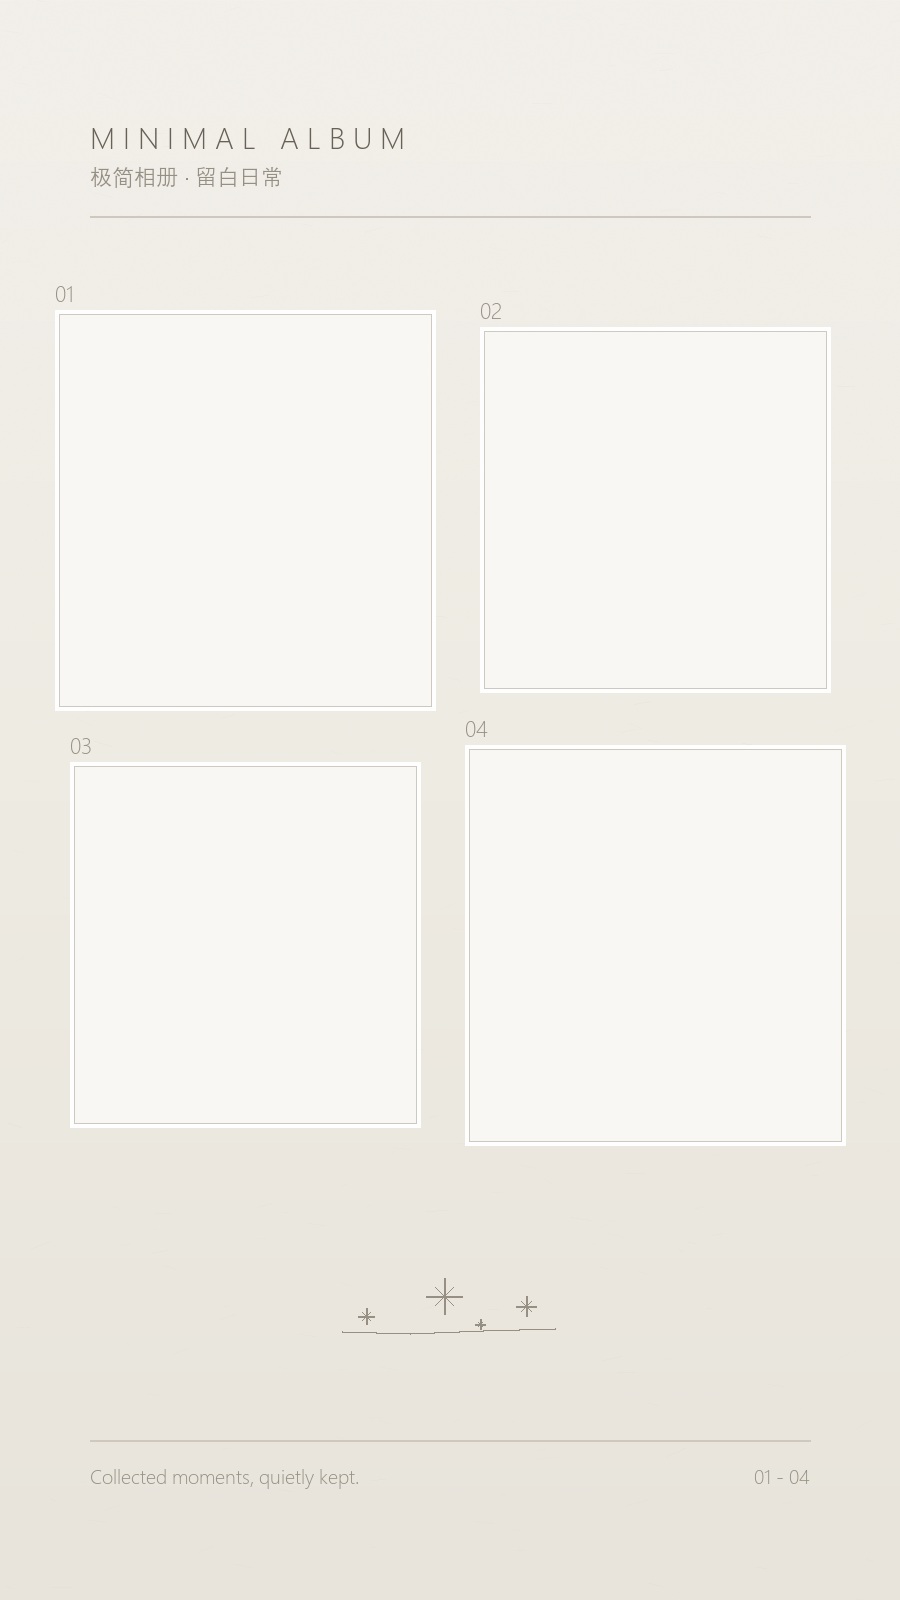 MINIMAL ALBUM
极简相册 · 留白日常
01
02
03
04
Collected moments, quietly kept.
01 - 04